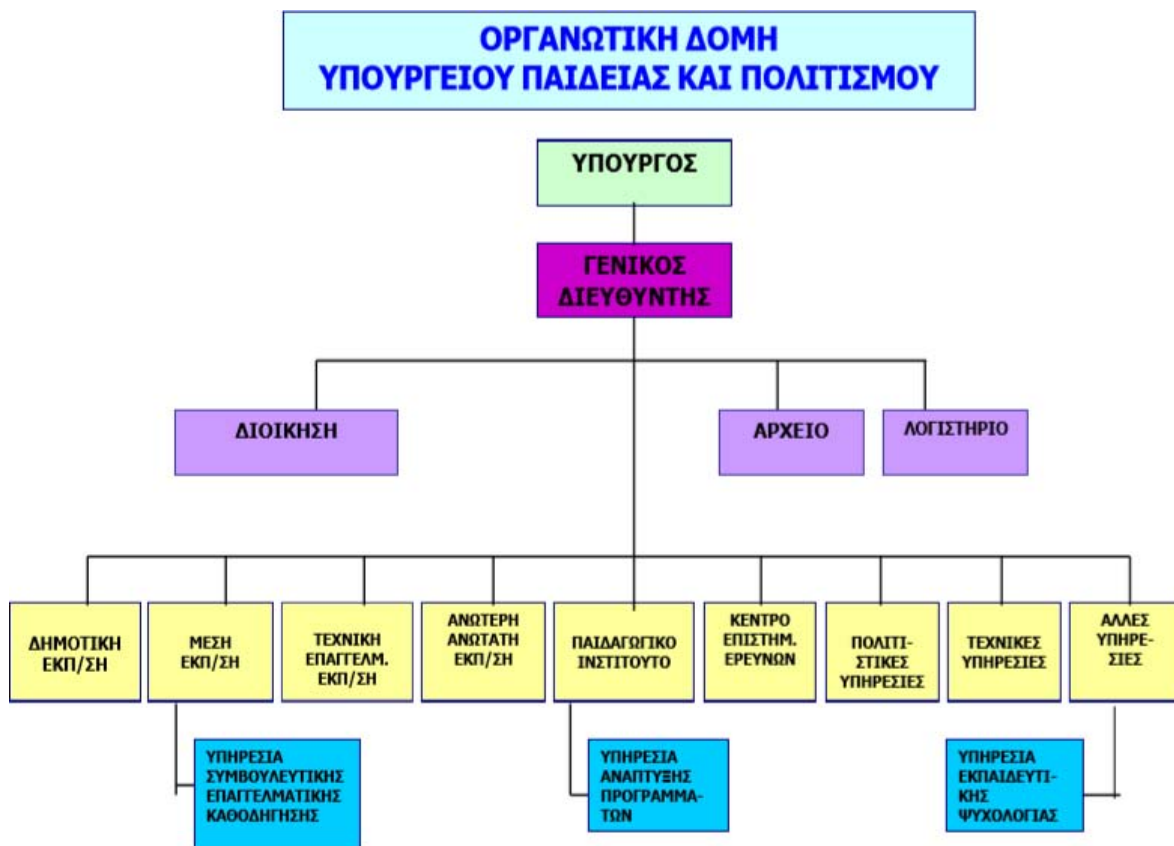 ΟΡΓΑΝΩΤΙΚΗ ΔΟΜΗ
ΥΠΟΥΡΓΕΙΟΥ ΠΑΙΔΕΙΑΣ ΚΑΙ ΠΟΛΙΤΙΣΜΟΥ
ΥΠΟΥΡΓΟΣ
ΓΕΝΙΚΟΣ
ΔΙΕΥΘΥΝΤΗΣ
ΔΙΟΙΚΗΣΗ
ΑΡΧΕΙΟ
ΛΟΓΙΣΤΗΡΙΟ
ΔΗΜΟΤΙΚΗ
ΕΚΠ/ΣΗ
ΜΕΣΗ
ΕΚΠ/ΣΗ
ΤΕΧΝΙΚΗ
ΕΠΑΓΓΕΛΜ.
ΕΚΠ/ΣΗ
ΑΝΩΤΕΡΗ
ΑΝΩΤΑΤΗ
ΕΚΠ/ΣΗ
ΠΑΙΔΑΓΩΓΙΚΟ
ΙΝΣΤΙΤΟΥΤΟ
ΚΕΝΤΡΟ
ΕΠΙΣΤΗΜ.
ΕΡΕΥΝΩΝ
ΠΟΛΙΤΙ-
ΣΤΙΚΕΣ
ΥΠΗΡΕΣΙΕΣ
ΤΕΧΝΙΚΕΣ
ΥΠΗΡΕΣΙΕΣ
ΑΛΛΕΣ
ΥΠΗΡΕ-
ΣΙΕΣ
ΥΠΗΡΕΣΙΑ
ΣΥΜΒΟΥΛΕΥΤΙΚΗΣ
ΕΠΑΓΓΕΛΜΑΤΙΚΗΣ
ΚΑΘΟΔΗΓΗΣΗΣ
ΥΠΗΡΕΣΙΑ
ΑΝΑΠΤΥΞΗΣ
ΠΡΟΓΡΑΜΜΑ-
ΤΩΝ
ΥΠΗΡΕΣΙΑ
ΕΚΠΑΙΔΕΥΤΙ-
ΚΗΣ
ΨΥΧΟΛΟΓΙΑΣ